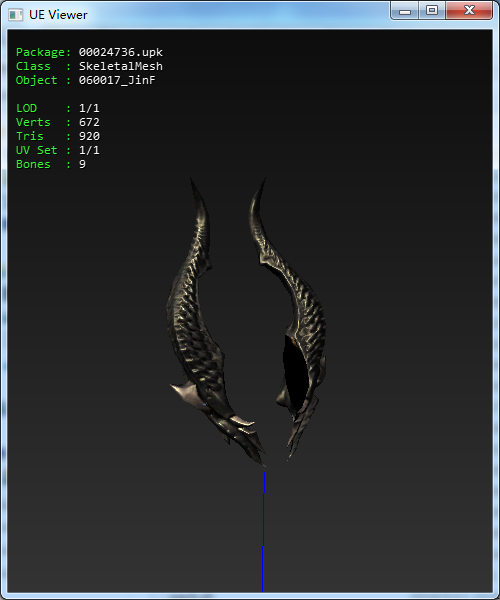 UE Viewer
Package: 00024736.upk
Class  : SkeletalMesh
Object : 060017_JinF
LOD    : 1/1
Verts  : 672
Tris   : 920
UV Set : 1/1
Bones  : 9